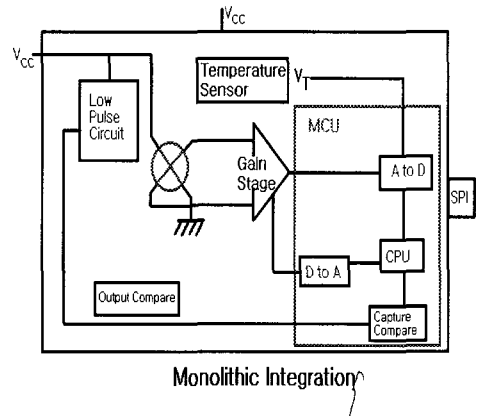 VCC
VCC
Temperature
Sensor
VT
Low
Pulse
Circuit
MCU
Gain
Stage
A to D
SPI
D to A
CPU
Output Compare
Capture
Compare
Monolithic Integration